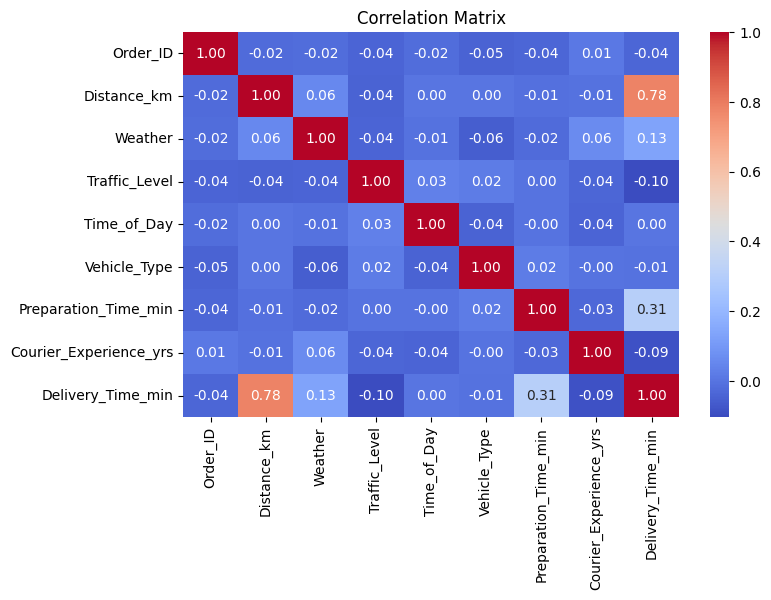 Correlation Matrix
Order_ID 1.00 -0.02 -0.02 -0.04 -0.02 -0.05 -0.04 0.01 -0.04
Distance_km -0.02 1.00 0.06 -0.04 0.00 0.00 -0.01 -0.01 0.78
Weather -0.02 0.06 1.00 -0.04 -0.01 -0.06 -0.02 0.06 0.13
Traffic_Level -0.04 -0.04 -0.04 1.00 0.03 0.02 0.00 -0.04 -0.10
Time_of_Day -0.02 0.00 -0.01 0.03 1.00 -0.04 -0.00 -0.04 0.00
Vehicle_Type -0.05 0.00 -0.06 0.02 -0.04 1.00 0.02 -0.00 -0.01
Preparation_Time_min -0.04 -0.01 -0.02 0.00 -0.00 0.02 1.00 -0.03 0.31
Courier_Experience_yrs 0.01 -0.01 0.06 -0.04 -0.04 -0.00 -0.03 1.00 -0.09
Delivery_Time_min -0.04 0.78 0.13 -0.10 0.00 -0.01 0.31 -0.09 1.00
Order_ID
Distance_km
Weather
Traffic_Level
Time_of_Day
Vehicle_Type
Preparation_Time_min
Courier_Experience_yrs
Delivery_Time_min
1.0
0.8
0.6
0.4
0.2
0.0